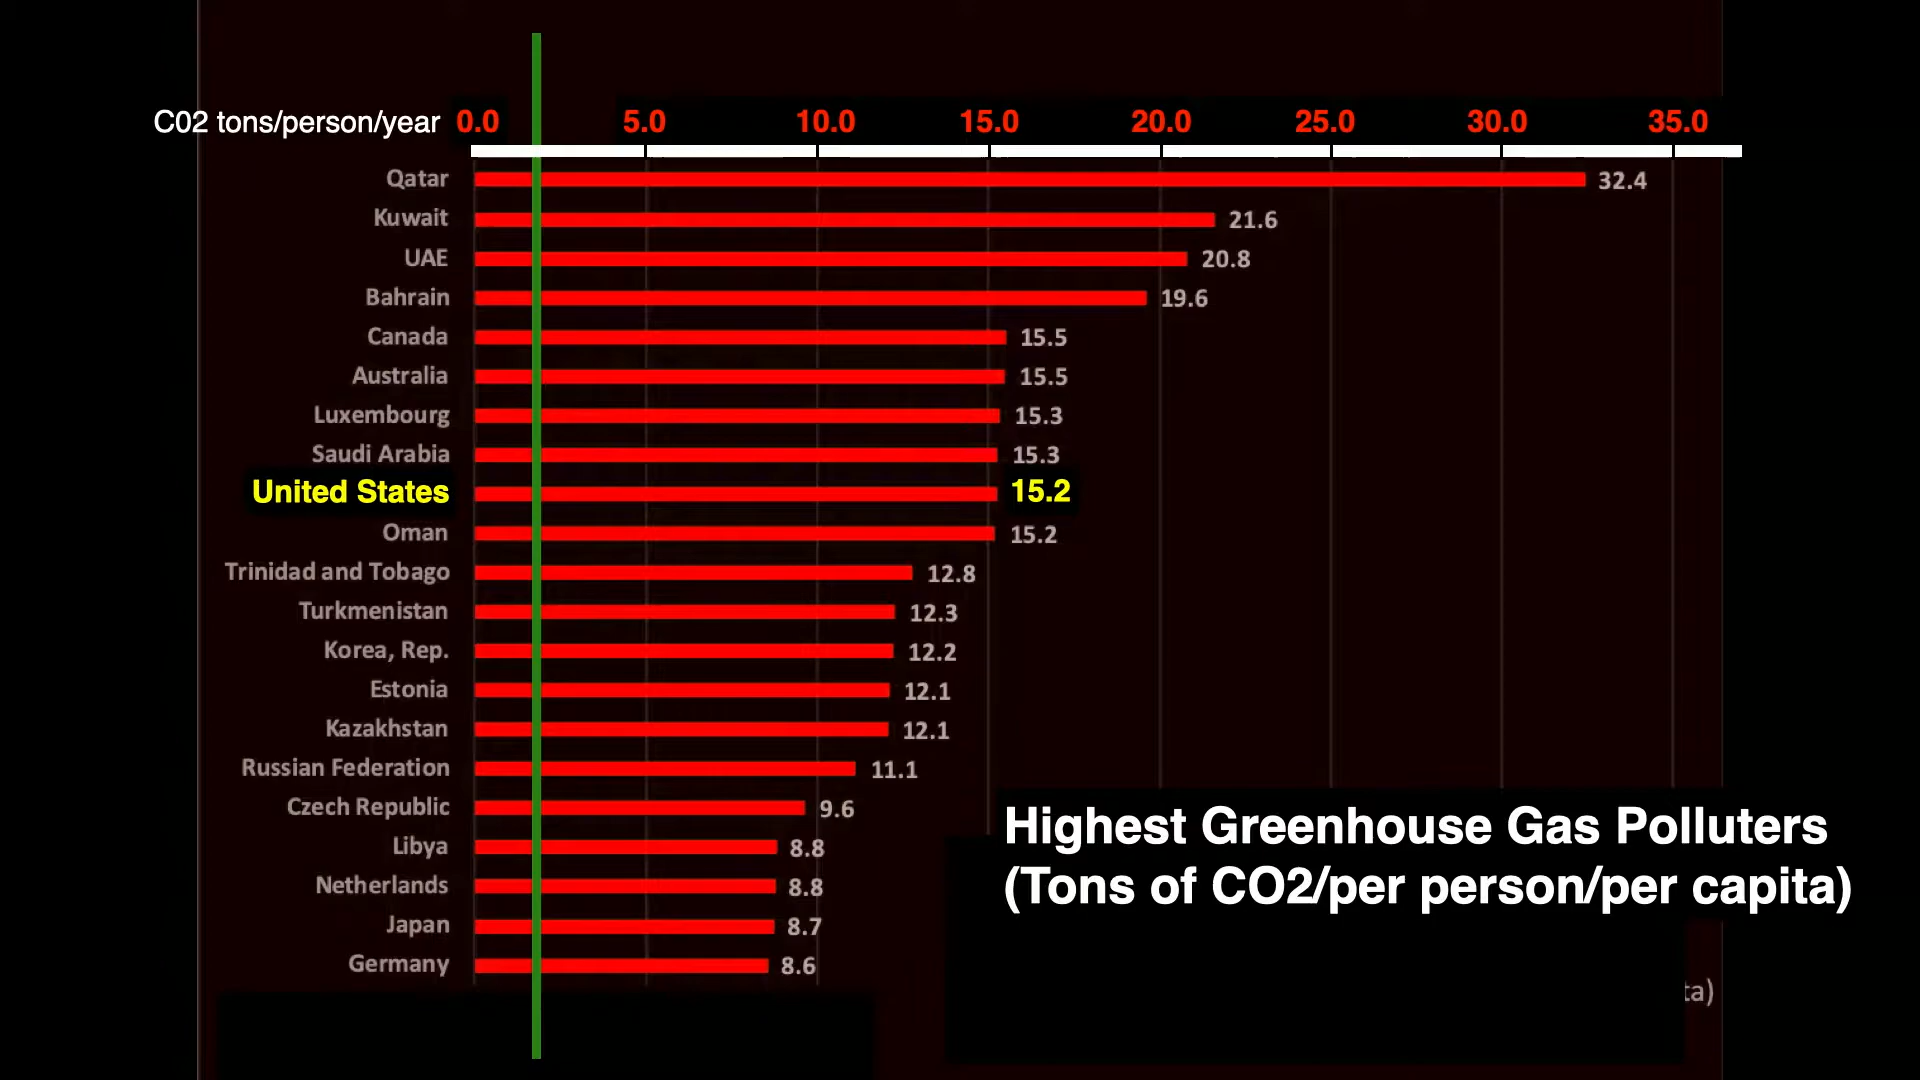 C02 tons/person/year 0.0 5.0 10.0 15.0 20.0 25.0 30.0 35.0
Qatar 32.4
Kuwait 21.6
UAE 20.8
Bahrain 19.6
Canada 15.5
Australia 15.5
Luxembourg 15.3
Saudi Arabia 15.3
United States 15.2
Oman 15.2
Trinidad and Tobago 12.8
Turkmenistan 12.3
Korea, Rep. 12.2
Estonia 12.1
Kazakhstan 12.1
Russian Federation 11.1
Czech Republic 9.6
Libya 8.8
Netherlands 8.8
Japan 8.7
Germany 8.6
Highest Greenhouse Gas Polluters
(Tons of CO2/per person/per capita)
ta)